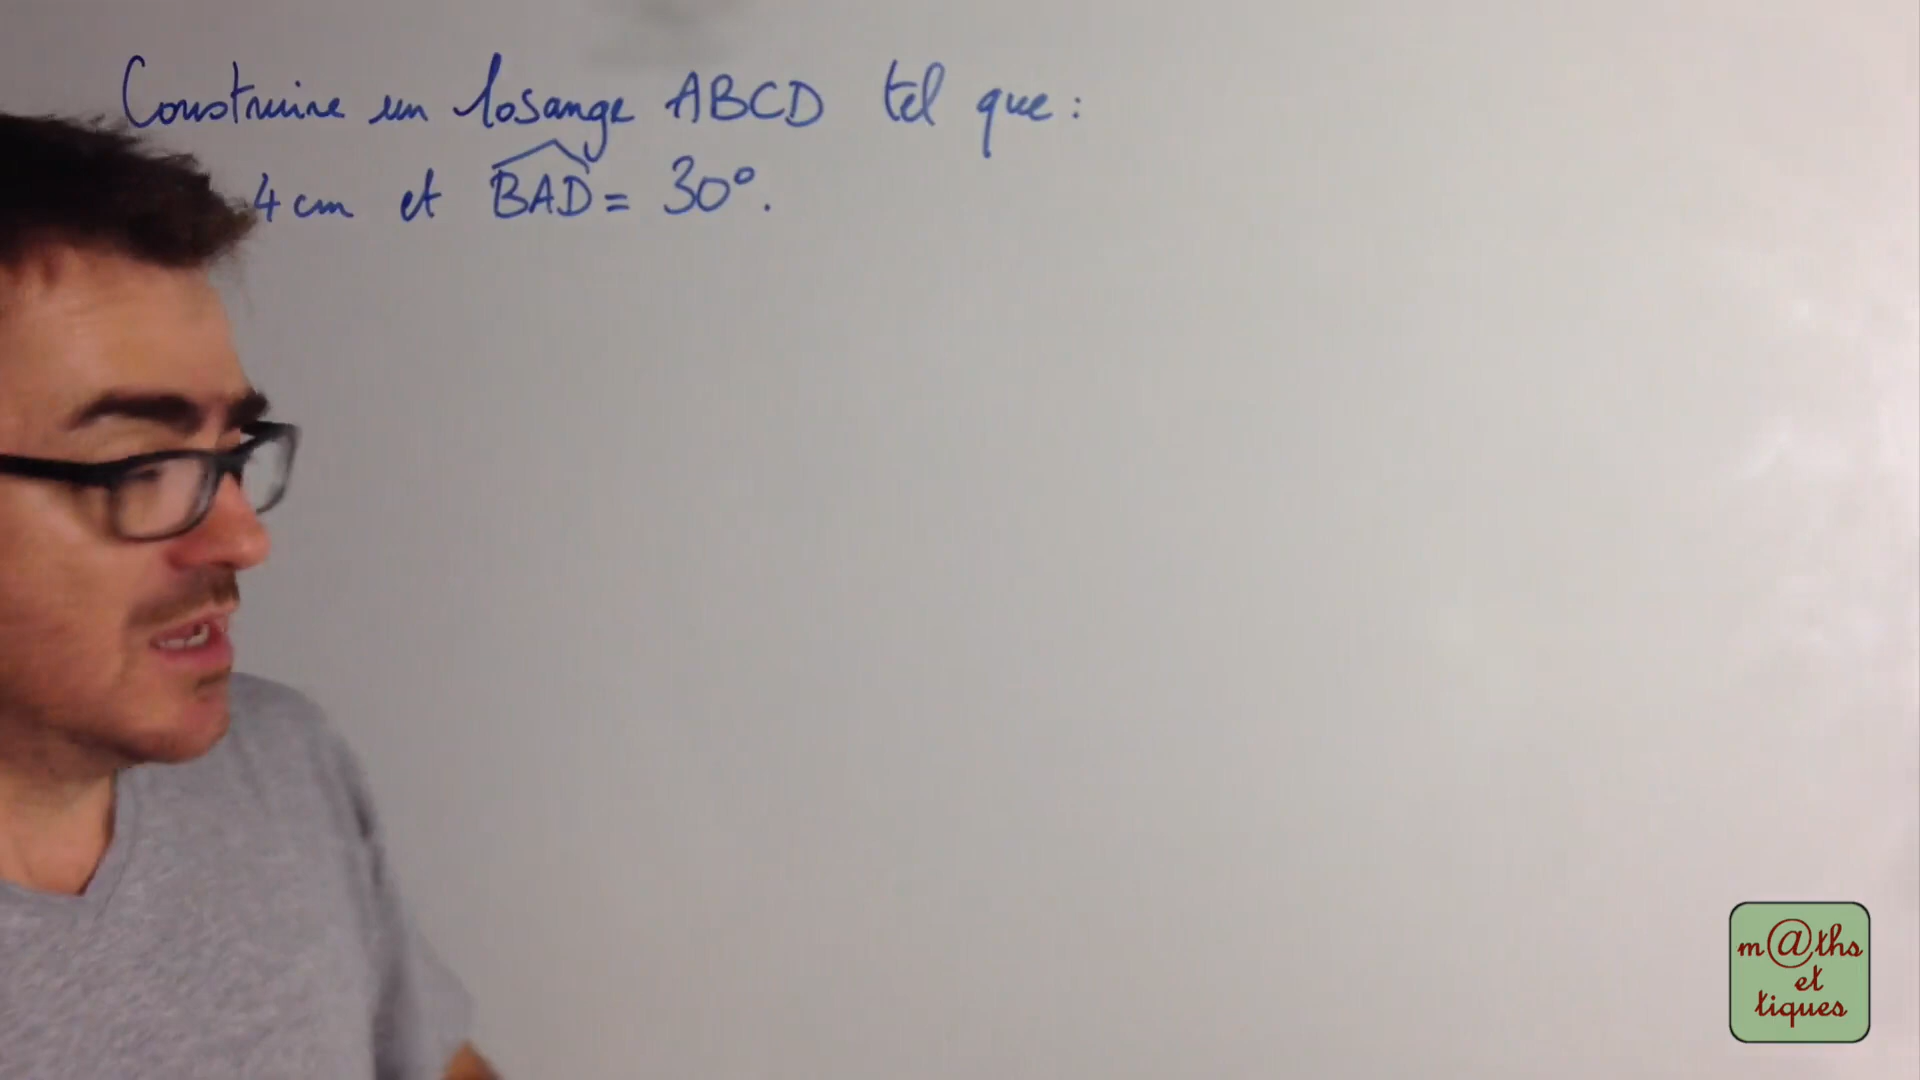 Construire un losange ABCD tel que :
4 cm et BAD = 30°.
m@ths
et
tiques